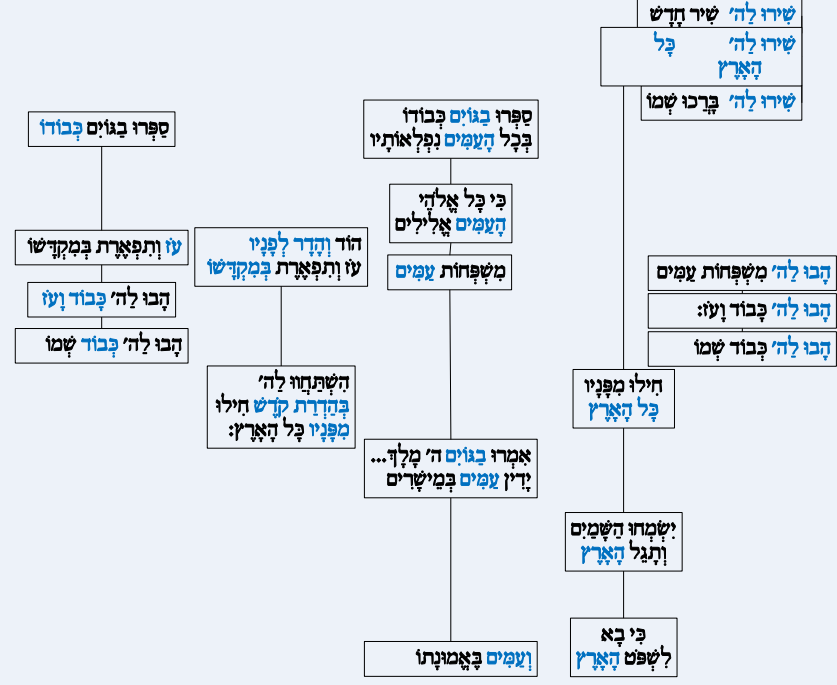 שִׁירוּ לַה' שִׁיר חָדָשׁ
שִׁירוּ לַה' כָּל
הָאָרֶץ
שִׁירוּ לַה' בָּרֲכוּ שְׁמוֹ
סַפְּרוּ בַגּוֹיִם כְּבוֹדוֹ
בְּכָל הָעַמִּים נִפְלְאוֹתָיו
סַפְּרוּ בַגּוֹיִם כְּבוֹדוֹ
כִּי כָּל אֱלֹהֵי
הָעַמִּים אֱלִילִים
הוֹד וְהָדָר לְפָנָיו
עֹז וְתִפְאֶרֶת בְּמִקְדָּשׁוֹ
עֹז וְתִפְאֶרֶת בְּמִקְדָּשׁוֹ
הָבוּ לַה' מִשְׁפְּחוֹת עַמִּים
מִשְׁפְּחוֹת עַמִּים
הָבוּ לַה' כָּבוֹד וָעֹז:
הָבוּ לַה' כָּבוֹד וָעֹז
הָבוּ לַה' כְּבוֹד שְׁמוֹ
הָבוּ לַה' כְּבוֹד שְׁמוֹ
חִילוּ מִפָּנָיו
כָּל הָאָרֶץ
הִשְׁתַּחֲווּ לַה'
בְּהַדְרַת קֹדֶשׁ חִילוּ
מִפָּנָיו כָּל הָאָרֶץ:
אִמְרוּ בַגּוֹיִם ה' מָלָךְ...
יָדִין עַמִּים בְּמֵישָׁרִים
יִשְׂמְחוּ הַשָּׁמַיִם
וְתָגֵל הָאָרֶץ
כִּי בָא
לִשְׁפֹּט הָאָרֶץ
וְעַמִּים בֶּאֱמוּנָתוֹ